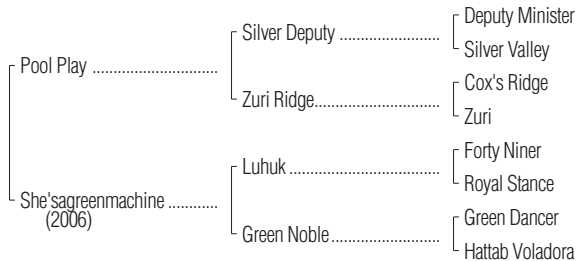 Deputy Minister
Silver Deputy ....................
Silver Valley
Pool Play .........................
Cox's Ridge
Zuri Ridge.........................
Zuri
Forty Niner
Luhuk ..............................
Royal Stance
She'sagreenmachine ..........
(2006)
Green Dancer
Green Noble......................
Hattab Voladora